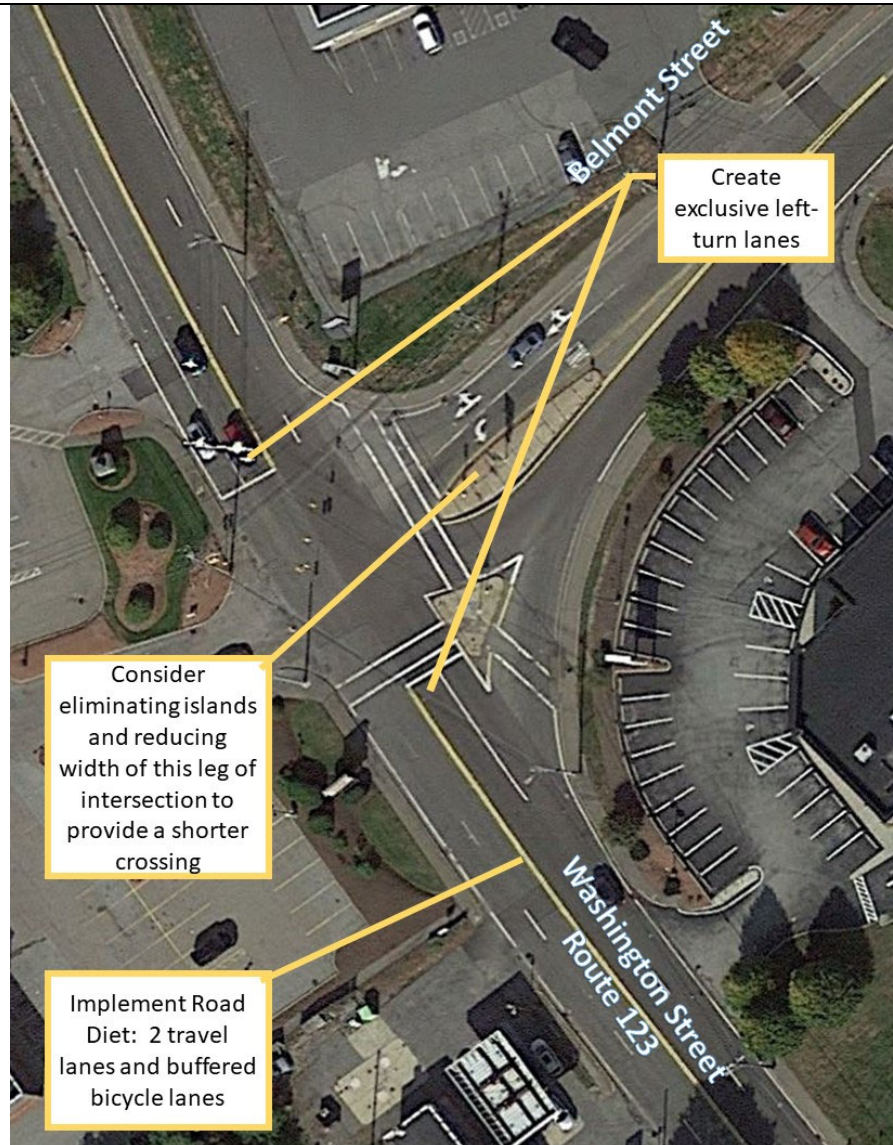 Belmont Street
Create
exclusive left-
turn lanes
Consider
eliminating islands
and reducing
width of this leg of
intersection to
provide a shorter
crossing
Washington Street
Route 123
Implement Road
Diet: 2 travel
lanes and buffered
bicycle lanes